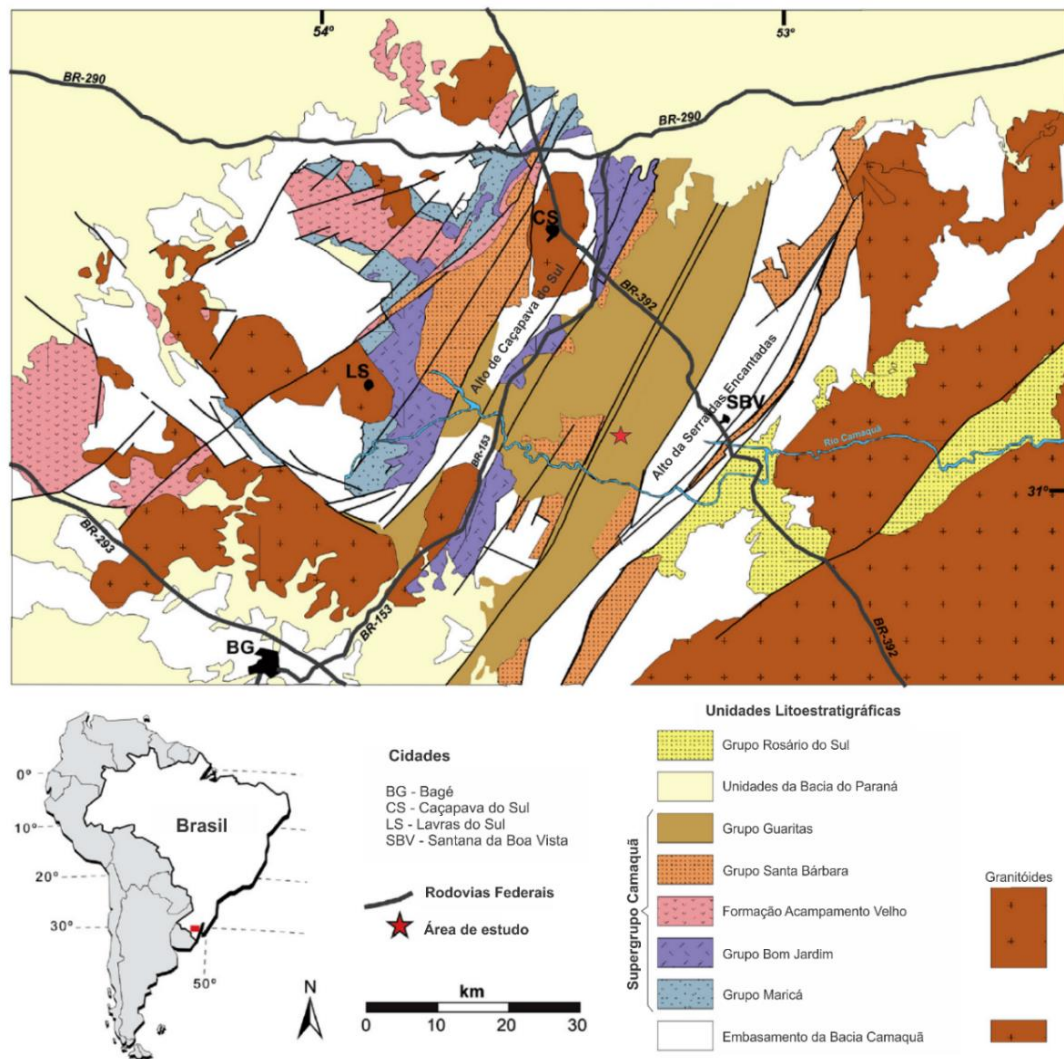 54º
53º
BR-290
BR-290
CS
Alto de Caçapava do Sul
BR-392
LS
Alto da Serra das Encantadas
SBV
Rio Camaquã
BR-153
31º
BR-293
BR-153
BG
BR-392
0º
10º
20º
30º
50º
Brasil
N
Cidades
BG - Bagé
CS - Caçapava do Sul
LS - Lavras do Sul
SBV - Santana da Boa Vista
Rodovias Federais
Área de estudo
km
0 10 20 30
Unidades Litoestratigráficas
Grupo Rosário do Sul
Unidades da Bacia do Paraná
Supergrupo Camaquã
Grupo Guaritas
Grupo Santa Bárbara
Formação Acampamento Velho
Grupo Bom Jardim
Grupo Maricá
Embasamento da Bacia Camaquã
Granitóides